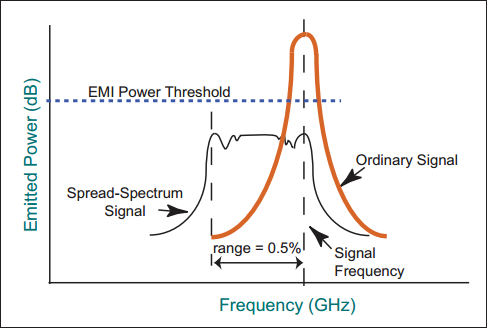 EMI Power Threshold
Emitted Power (dB)
Ordinary Signal
Spread-Spectrum
Signal
range = 0.5%
Signal
Frequency
Frequency (GHz)